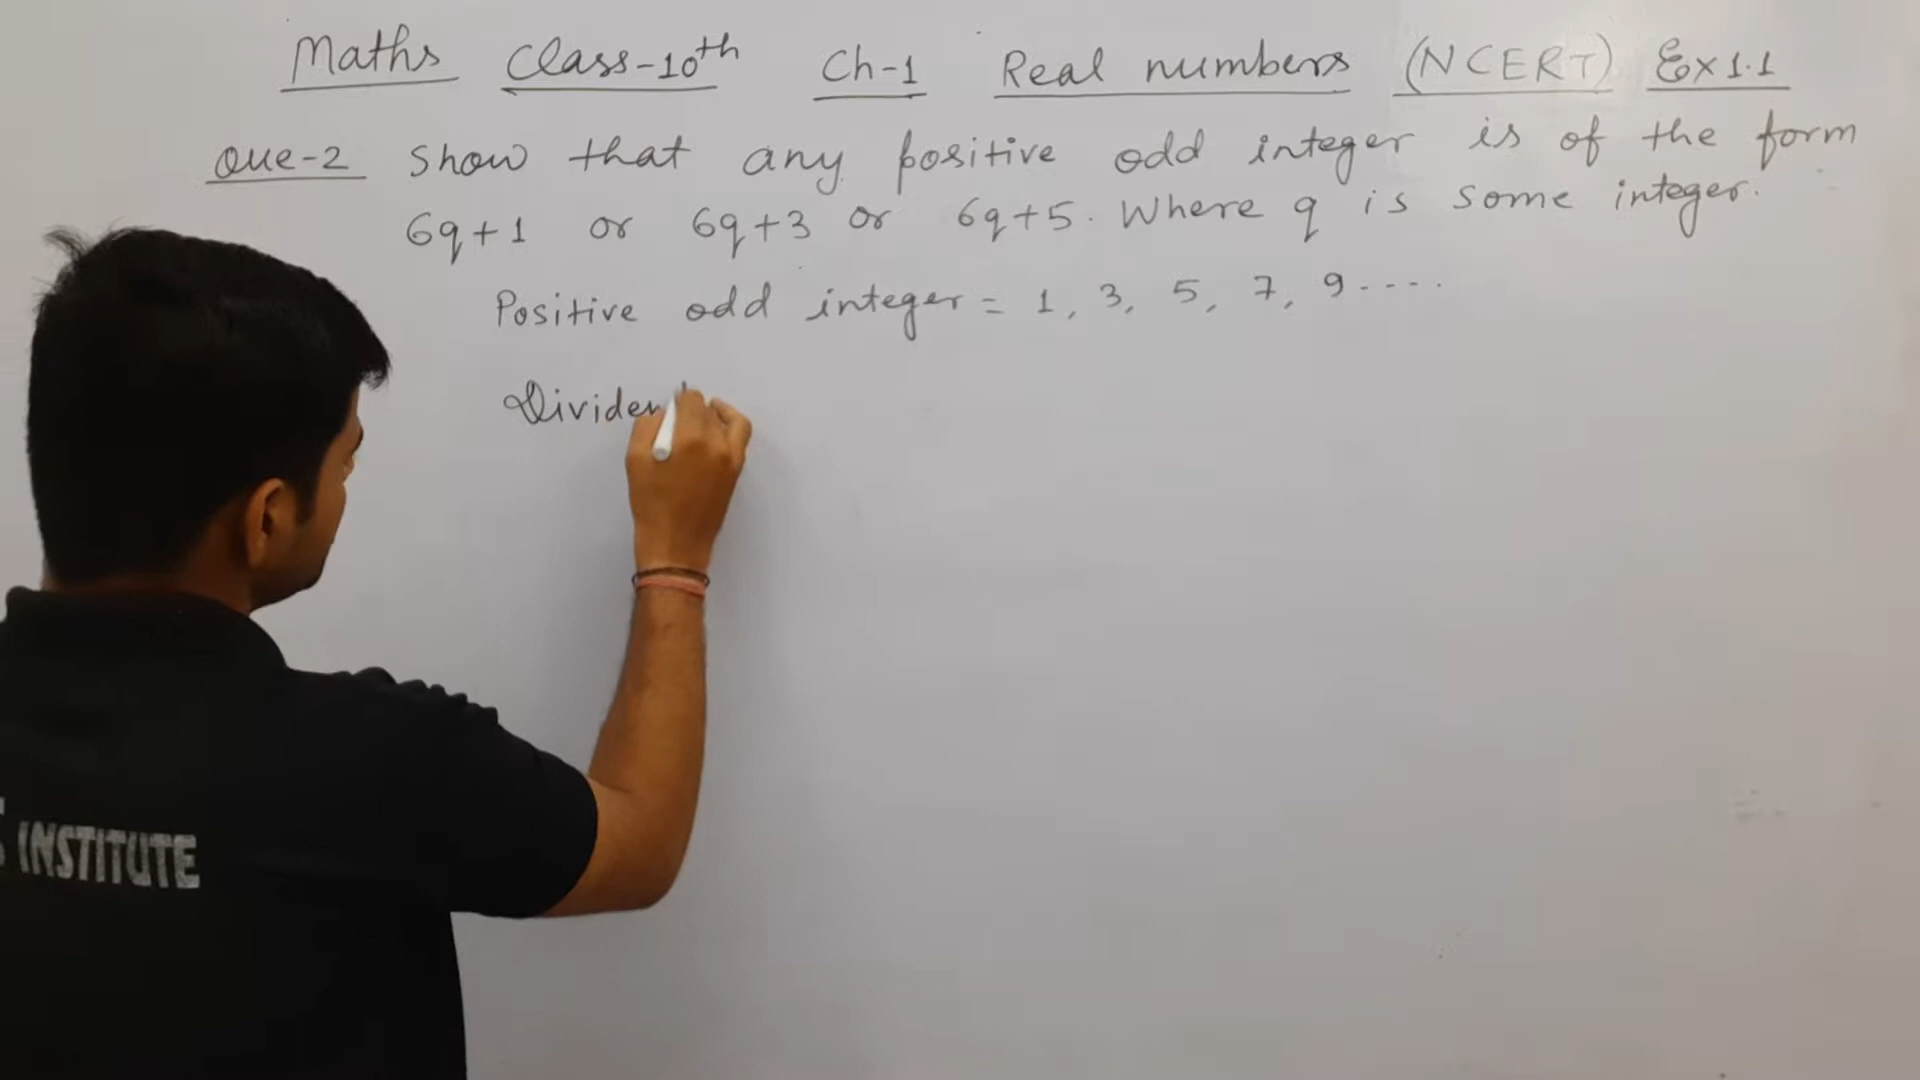 Maths Class-10th Ch-1 Real numbers (NCERT) Ex 1.1
Que-2 Show that any positive odd integer is of the form
6q+1 or 6q+3 or 6q+5. Where q is some integer.
Positive odd integer = 1, 3, 5, 7, 9.....
Dividen
INSTITUTE